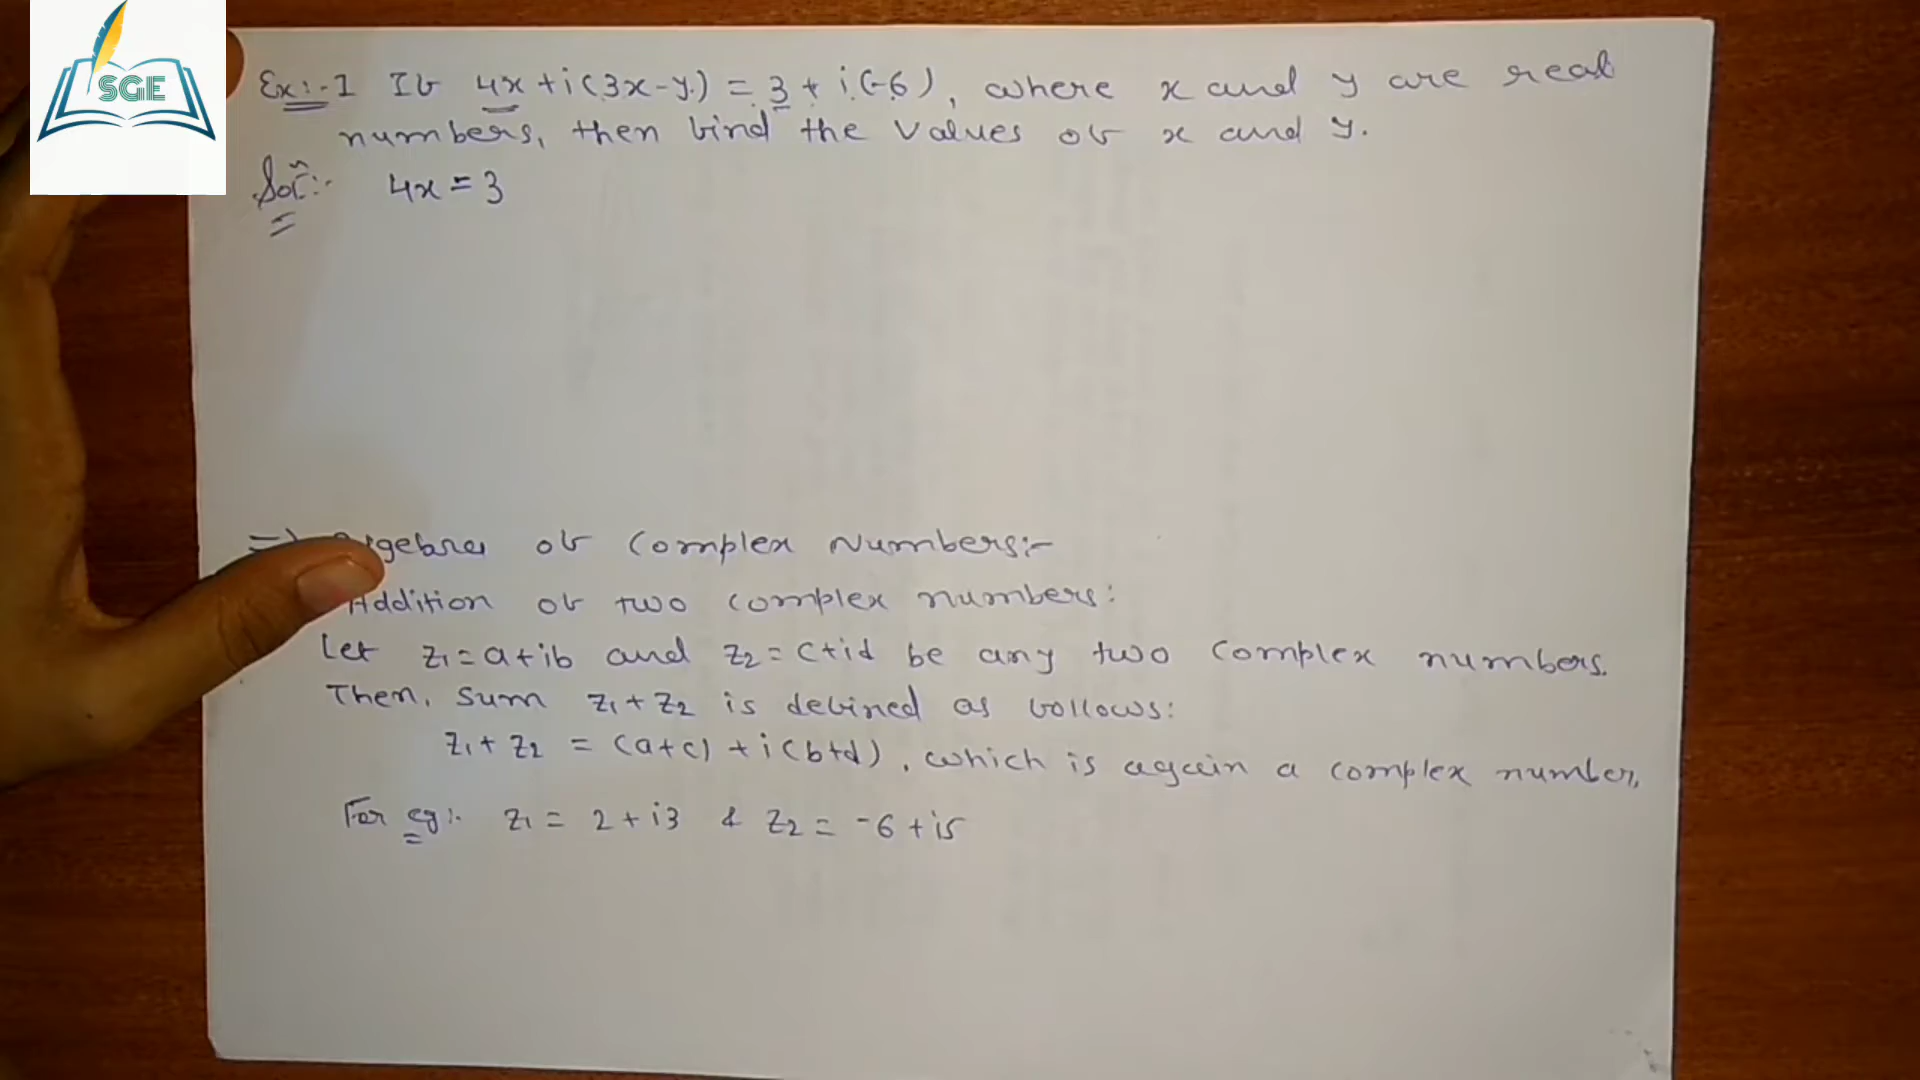 SGE
Ex:-1 If 4x+i(3x-y) = 3+i(-6), where x and y are real
numbers, then find the values of x and y.
Sol:- 4x = 3
of Complex Numbers:-
Addition of two complex numbers:
Let z₁=a+ib and z₂=c+id be any two complex numbers.
Then, sum z₁+z₂ is defined as follows:
z₁+z₂ = (a+c)+i(b+d), which is again a complex number,
For eg:- z₁ = 2+i3 & z₂ = -6+i5